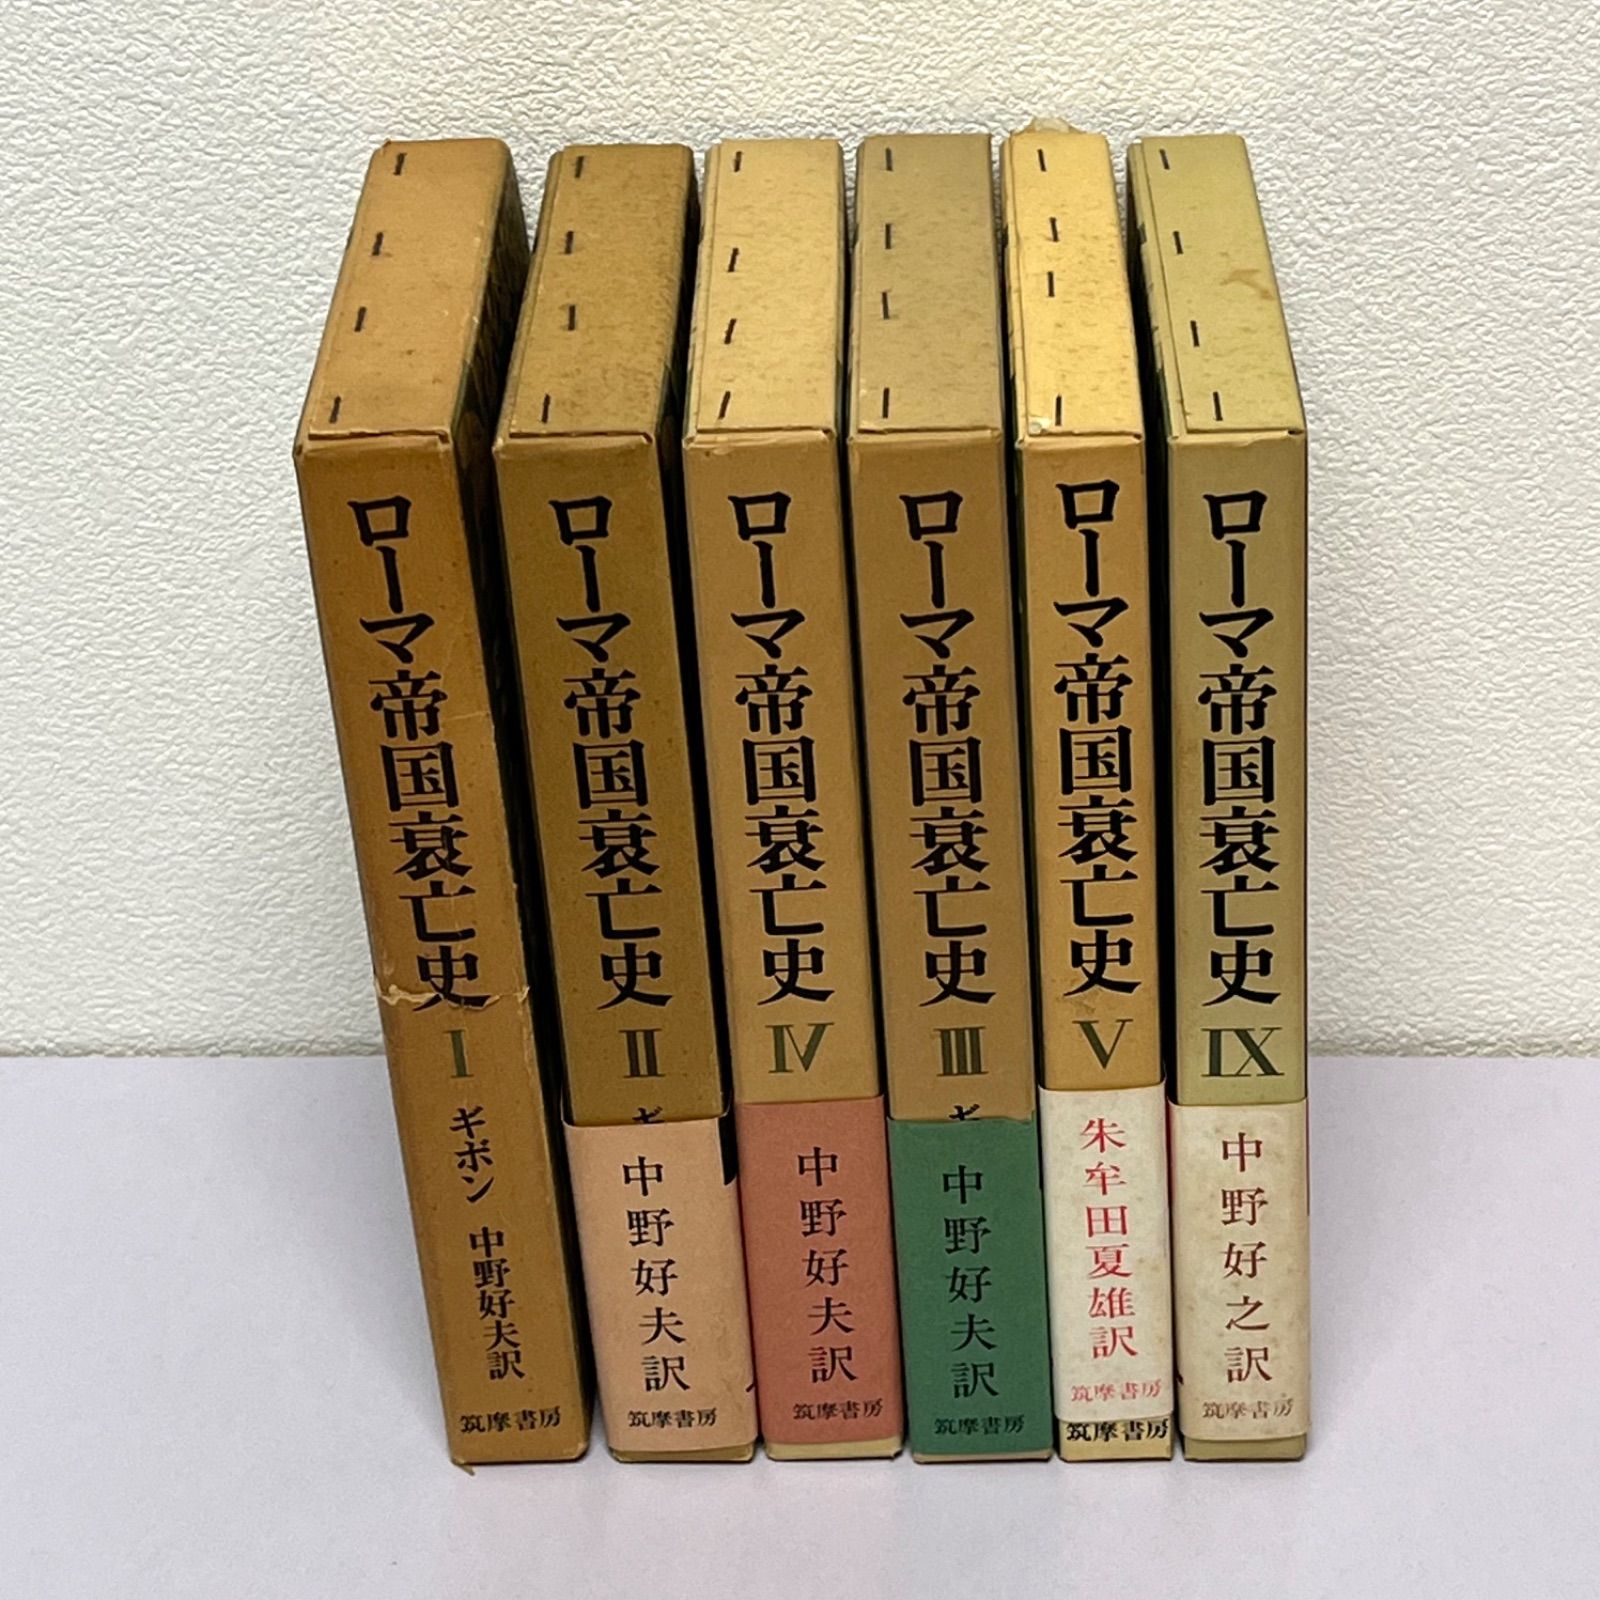 ローマ帝国衰亡史 I ギボン 中野好夫訳
筑摩書房
ローマ帝国衰亡史 II ギ
中野好夫訳
筑摩書房
ローマ帝国衰亡史 IV
中野好夫訳
筑摩書房
ローマ帝国衰亡史 III ギ
中野好夫訳
筑摩書房
ローマ帝国衰亡史 V
朱牟田夏雄訳
筑摩書房
筑摩書房
ローマ帝国衰亡史 IX
中野好之訳
筑摩書房